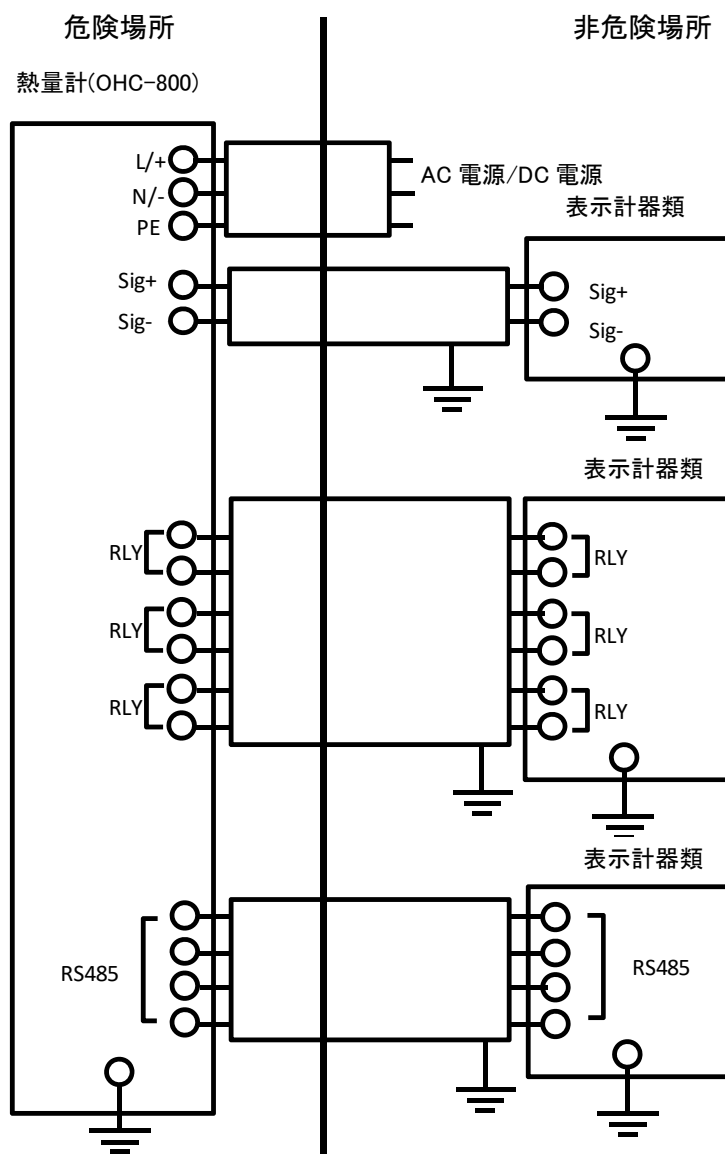 危険場所
非危険場所
熱量計(OHC-800)
L/+
N/-
PE
AC 電源/DC 電源
表示計器類
Sig+
Sig-
Sig+
Sig-
表示計器類
RLY
RLY
RLY
RLY
RLY
RLY
表示計器類
RS485
RS485